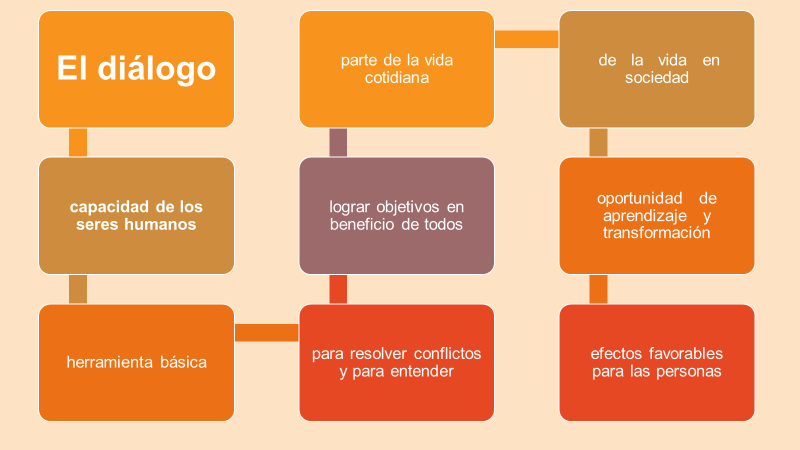 El diálogo
capacidad de los
seres humanos
herramienta básica
para resolver conflictos
y para entender
lograr objetivos en
beneficio de todos
parte de la vida
cotidiana
de la vida en
sociedad
oportunidad de
aprendizaje y
transformación
efectos favorables
para las personas